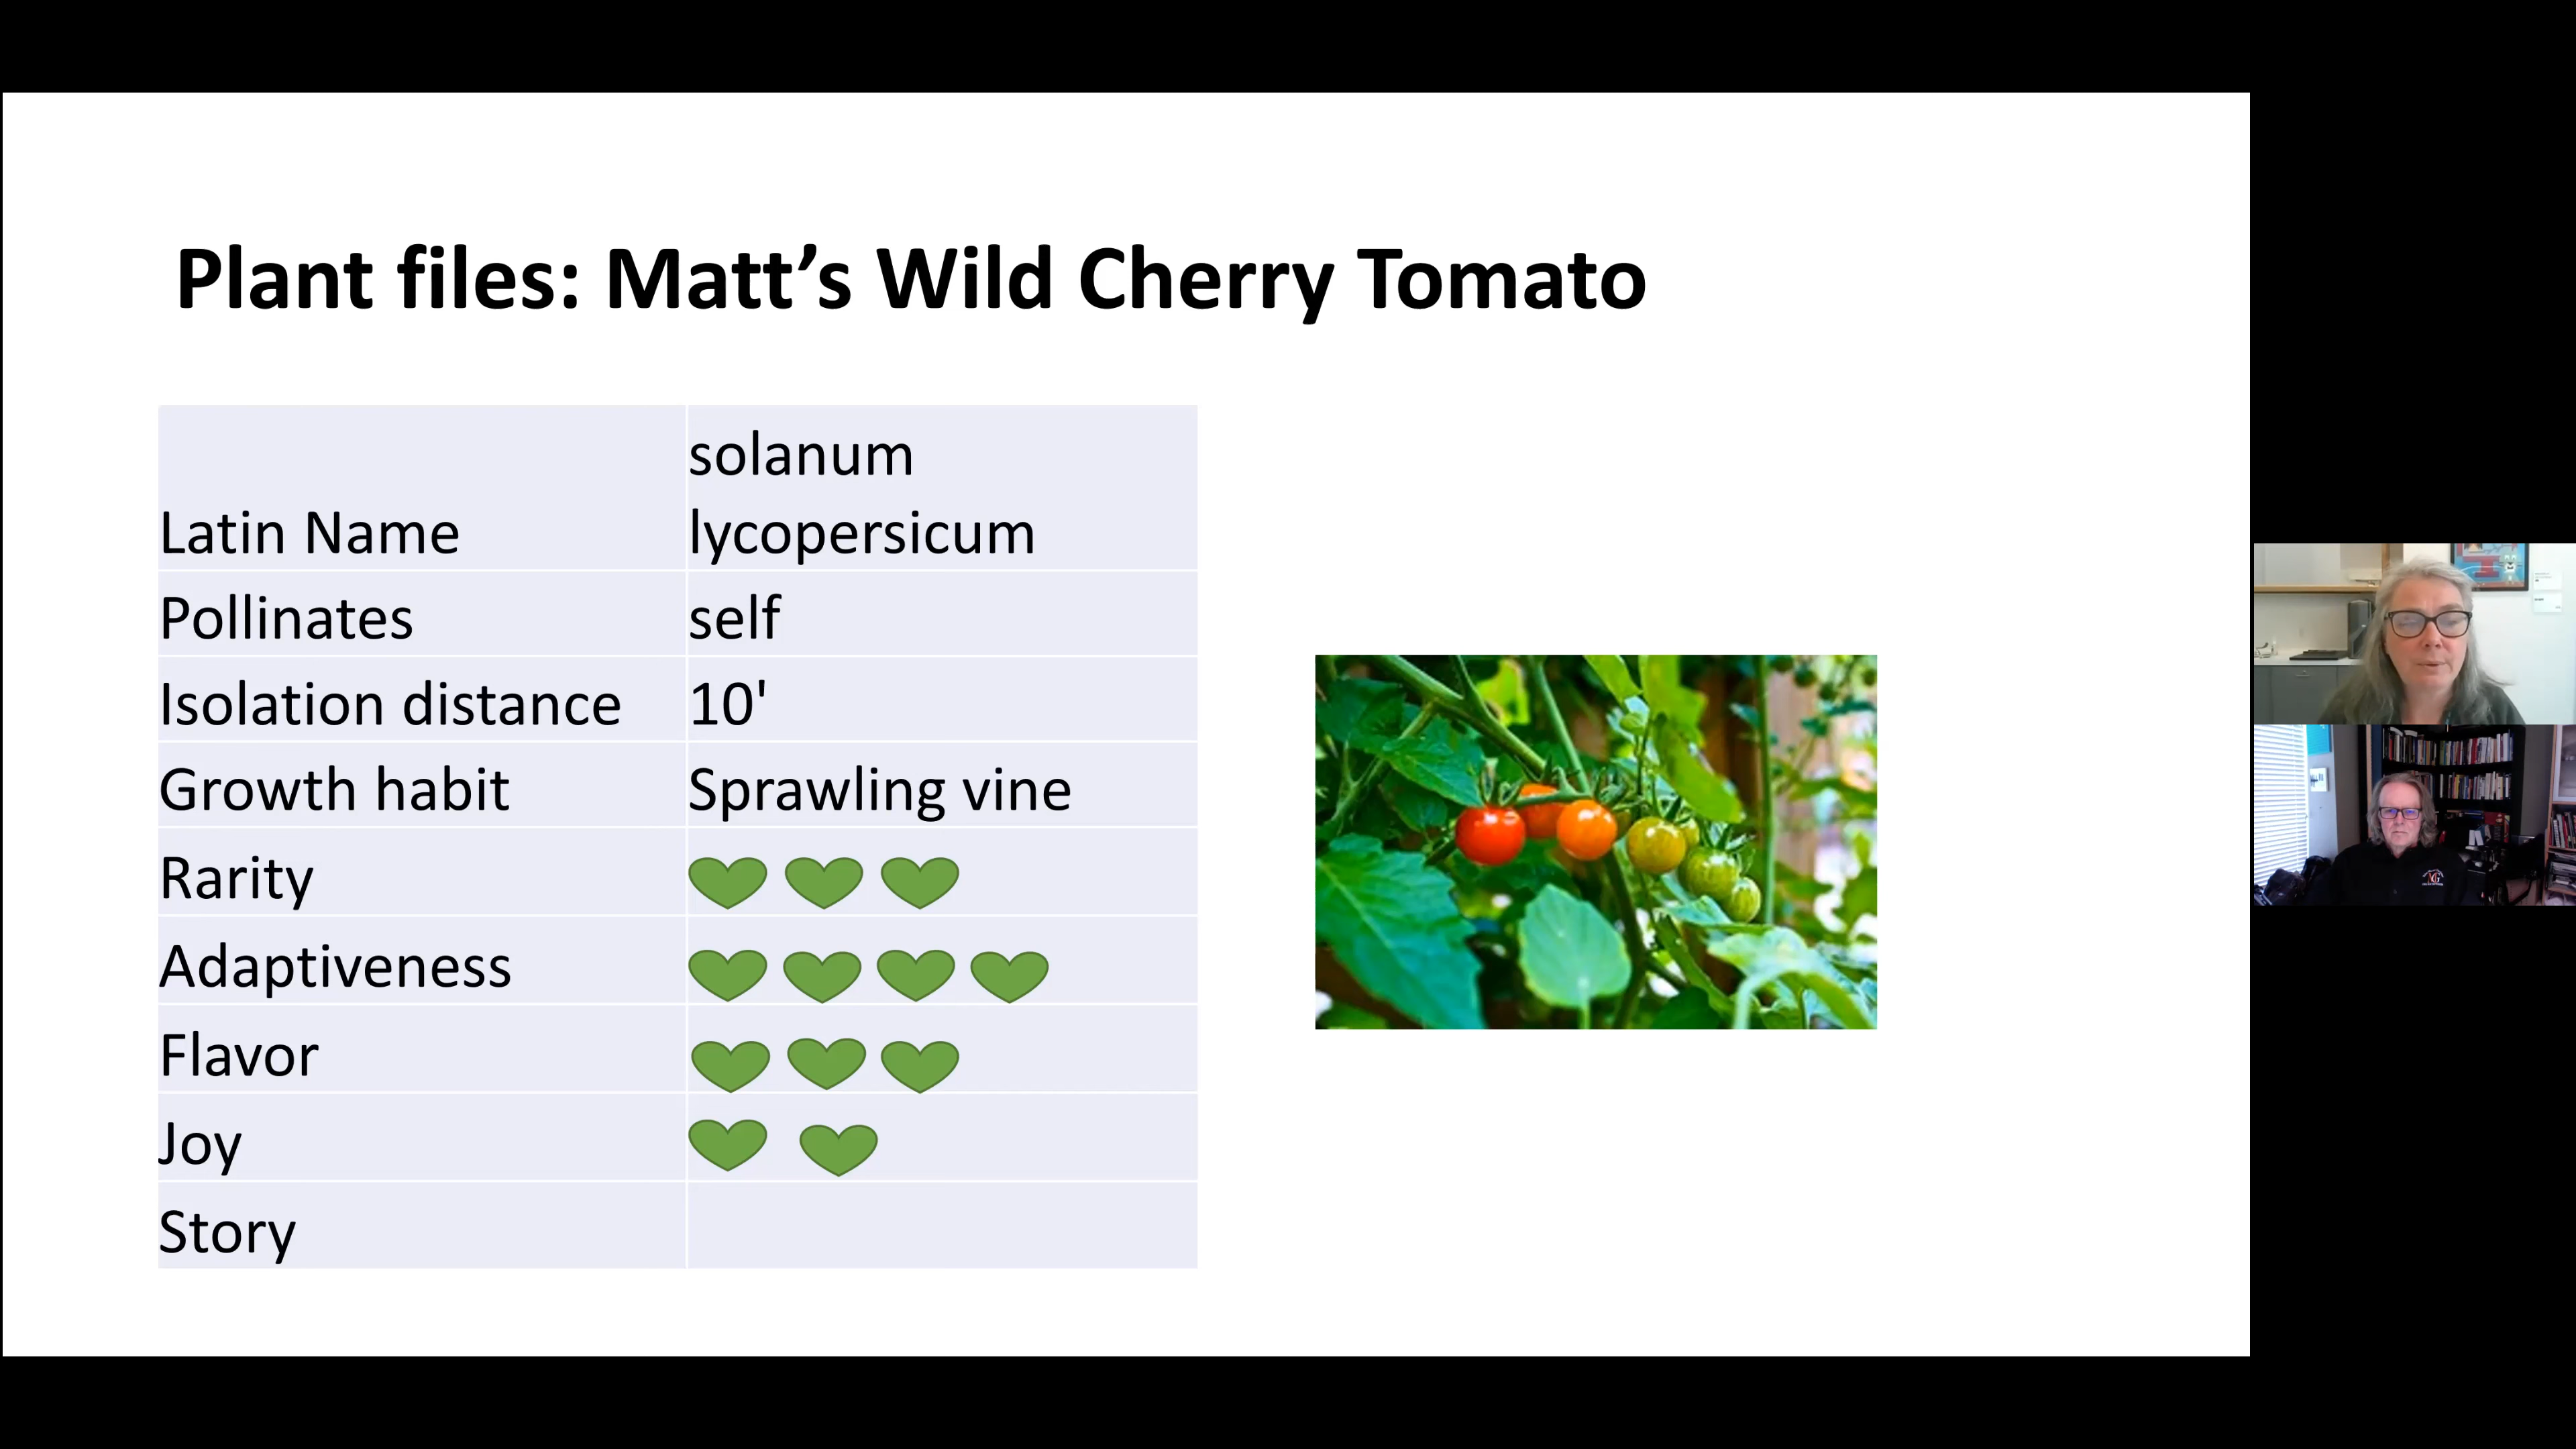 Plant files: Matt’s Wild Cherry Tomato
solanum
Latin Name lycopersicum
Pollinates self
Isolation distance 10'
Growth habit Sprawling vine
Rarity
Adaptiveness
Flavor
Joy
Story